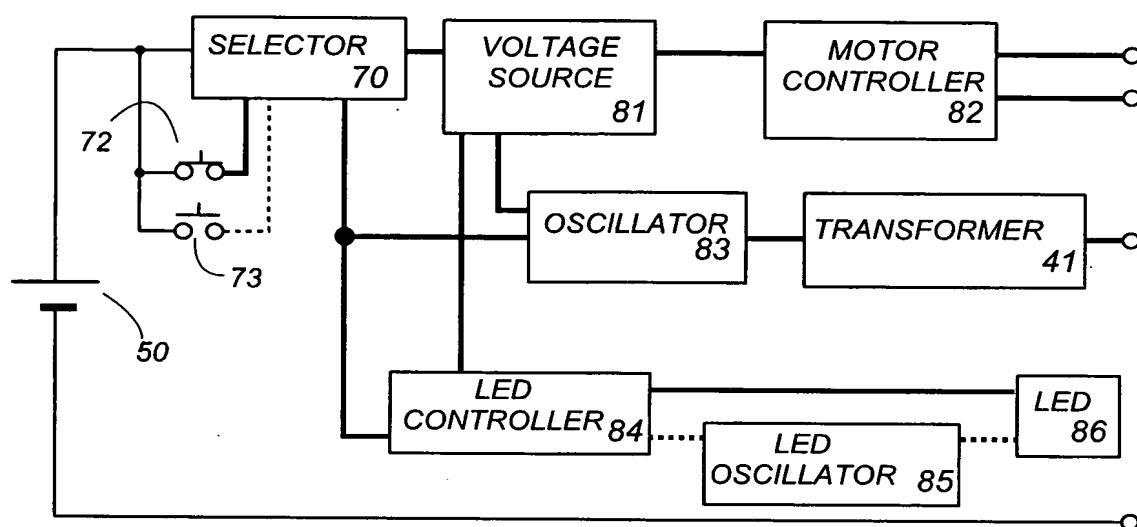 SELECTOR
70
VOLTAGE
SOURCE
81
MOTOR
CONTROLLER
82
72
73
50
OSCILLATOR
83
TRANSFORMER
41
LED
CONTROLLER
84
LED
OSCILLATOR
85
LED
86